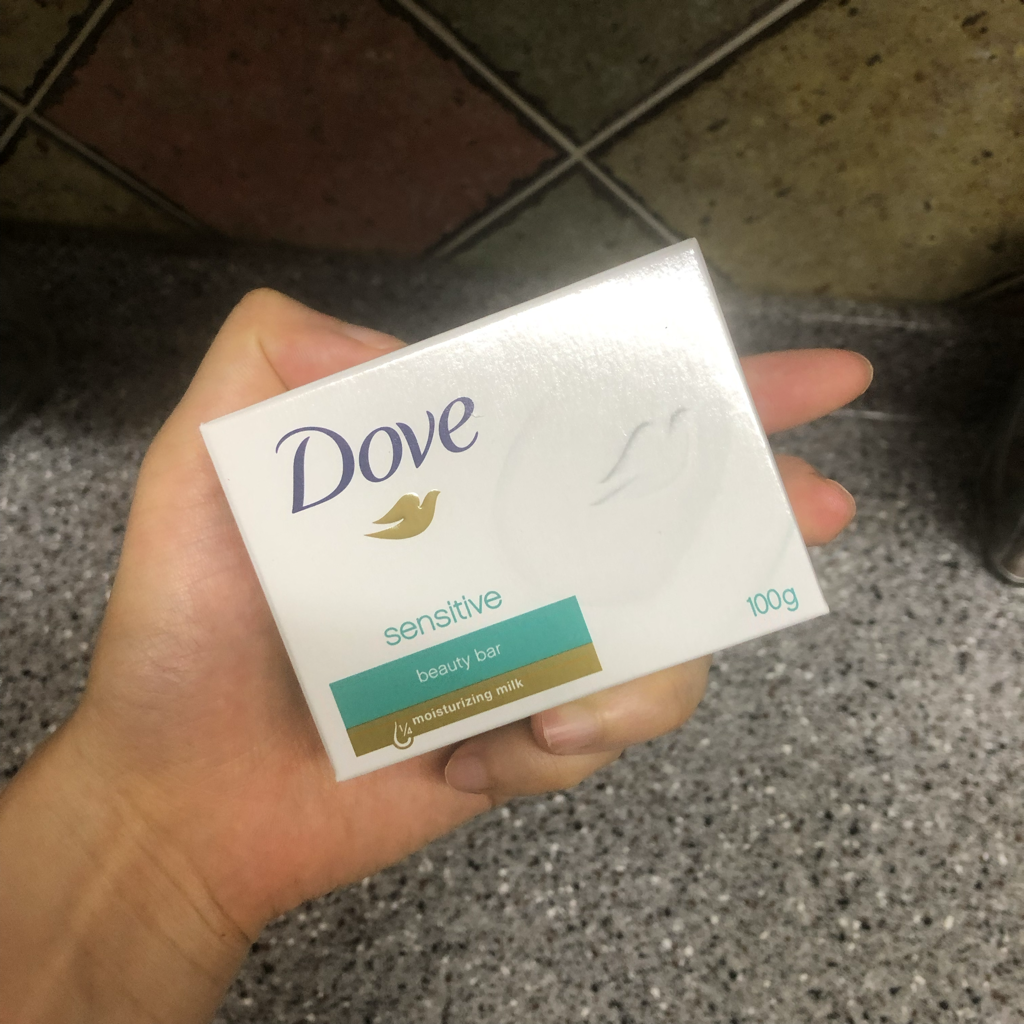 Dove
sensitive
100g
beauty bar
1/4 moisturizing milk